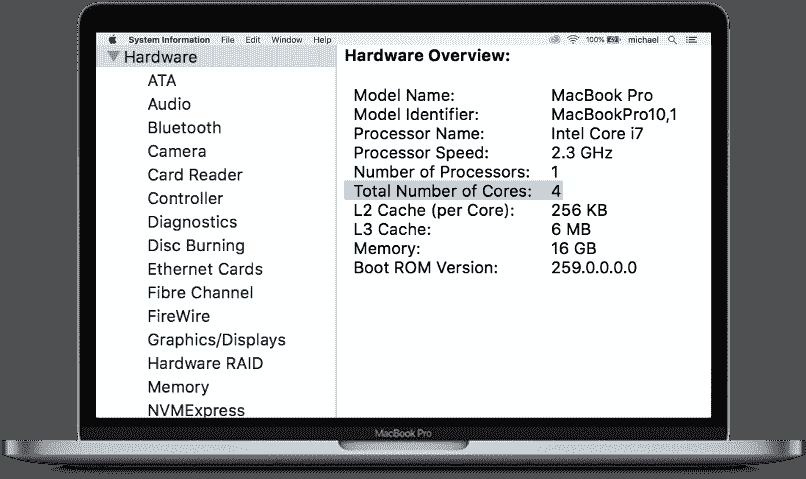 System Information File Edit Window Help 100% michael
Hardware
ATA
Audio
Bluetooth
Camera
Card Reader
Controller
Diagnostics
Disc Burning
Ethernet Cards
Fibre Channel
FireWire
Graphics/Displays
Hardware RAID
Memory
NVMExpress
Hardware Overview:
Model Name: MacBook Pro
Model Identifier: MacBookPro10,1
Processor Name: Intel Core i7
Processor Speed: 2.3 GHz
Number of Processors: 1
Total Number of Cores: 4
L2 Cache (per Core): 256 KB
L3 Cache: 6 MB
Memory: 16 GB
Boot ROM Version: 259.0.0.0.0
MacBook Pro